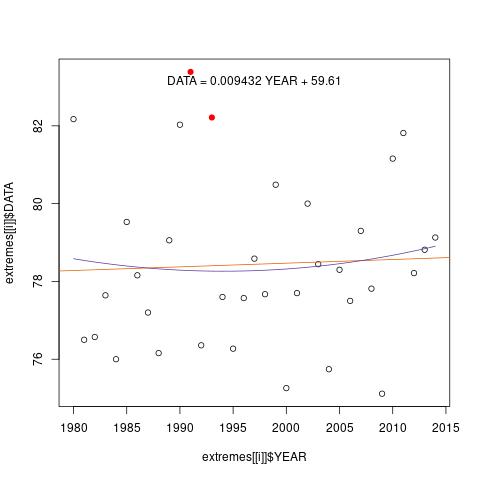 DATA = 0.009432 YEAR + 59.61
82
80
78
76
extremes[[i]]$DATA
1980 1985 1990 1995 2000 2005 2010 2015
extremes[[i]]$YEAR